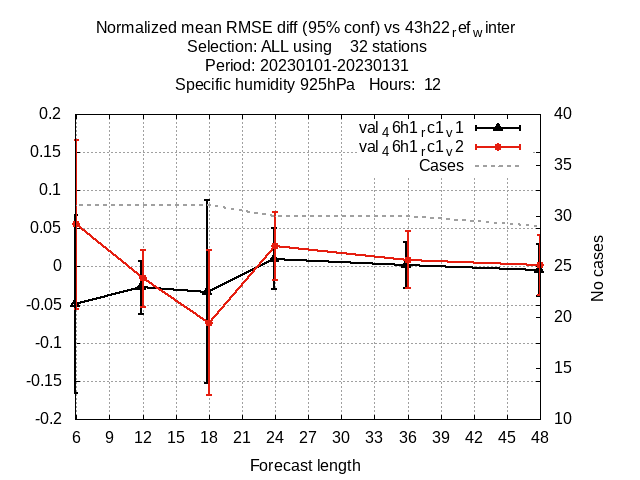 Normalized mean RMSE diff (95% conf) vs 43h22refwinter
Selection: ALL using 32 stations
Period: 20230101-20230131
Specific humidity 925hPa Hours: 12
val46h1rc1v1
val46h1rc1v2
Cases
0.2
0.15
0.1
0.05
0
-0.05
-0.1
-0.15
-0.2
40
35
30
25
20
15
10
No cases
6 9 12 15 18 21 24 27 30 33 36 39 42 45 48
Forecast length